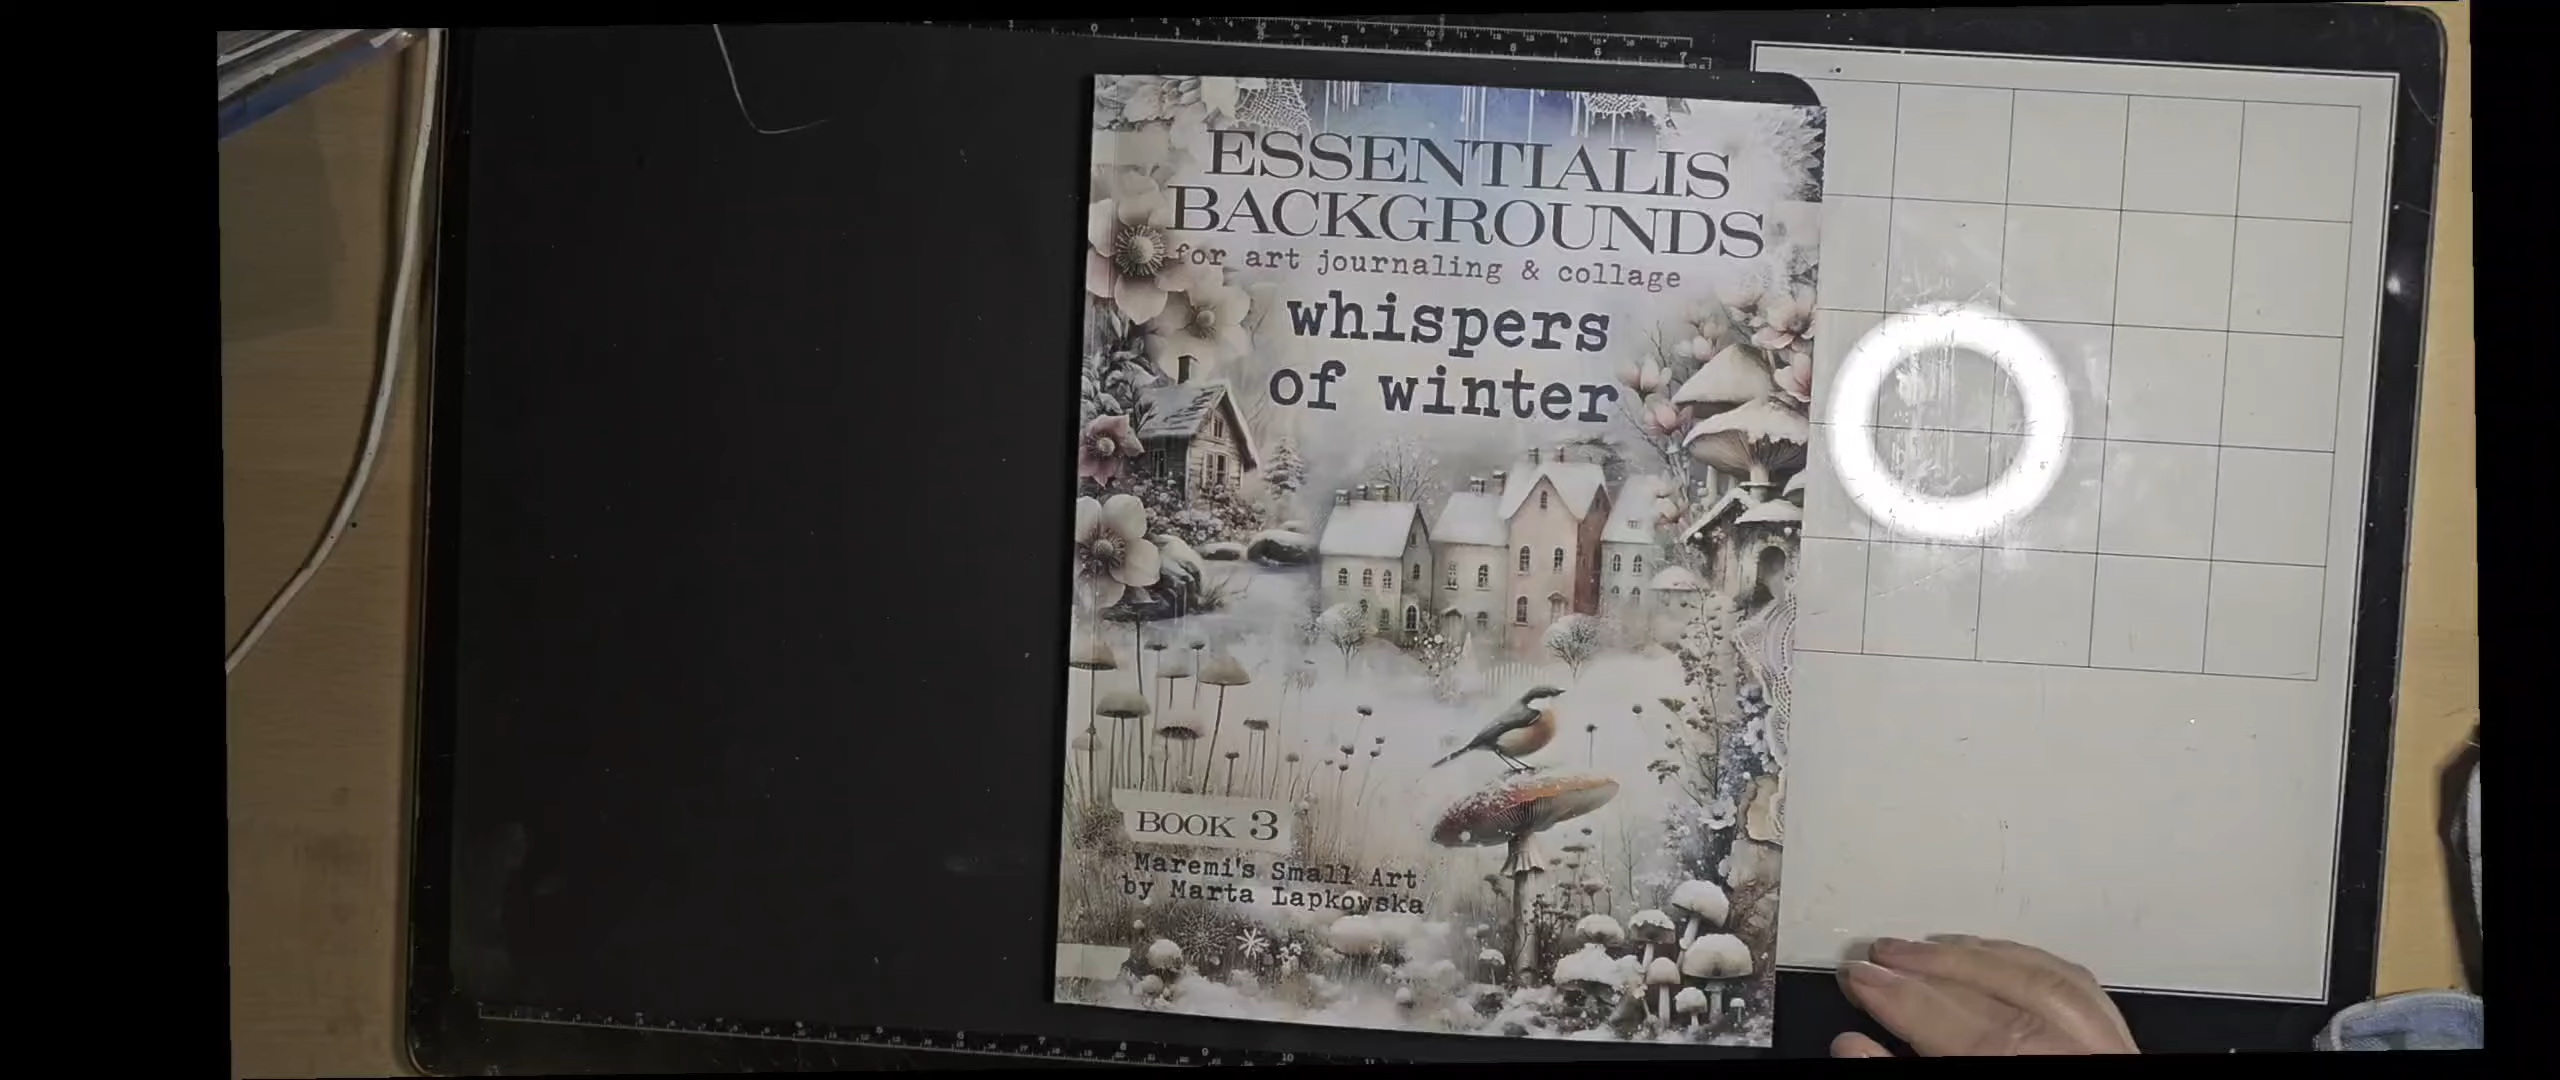 ESSENTIALIS
BACKGROUNDS
for art journaling & collage
whispers
of winter
BOOK 3
Maremi's Small Art
by Marta Lapkowska